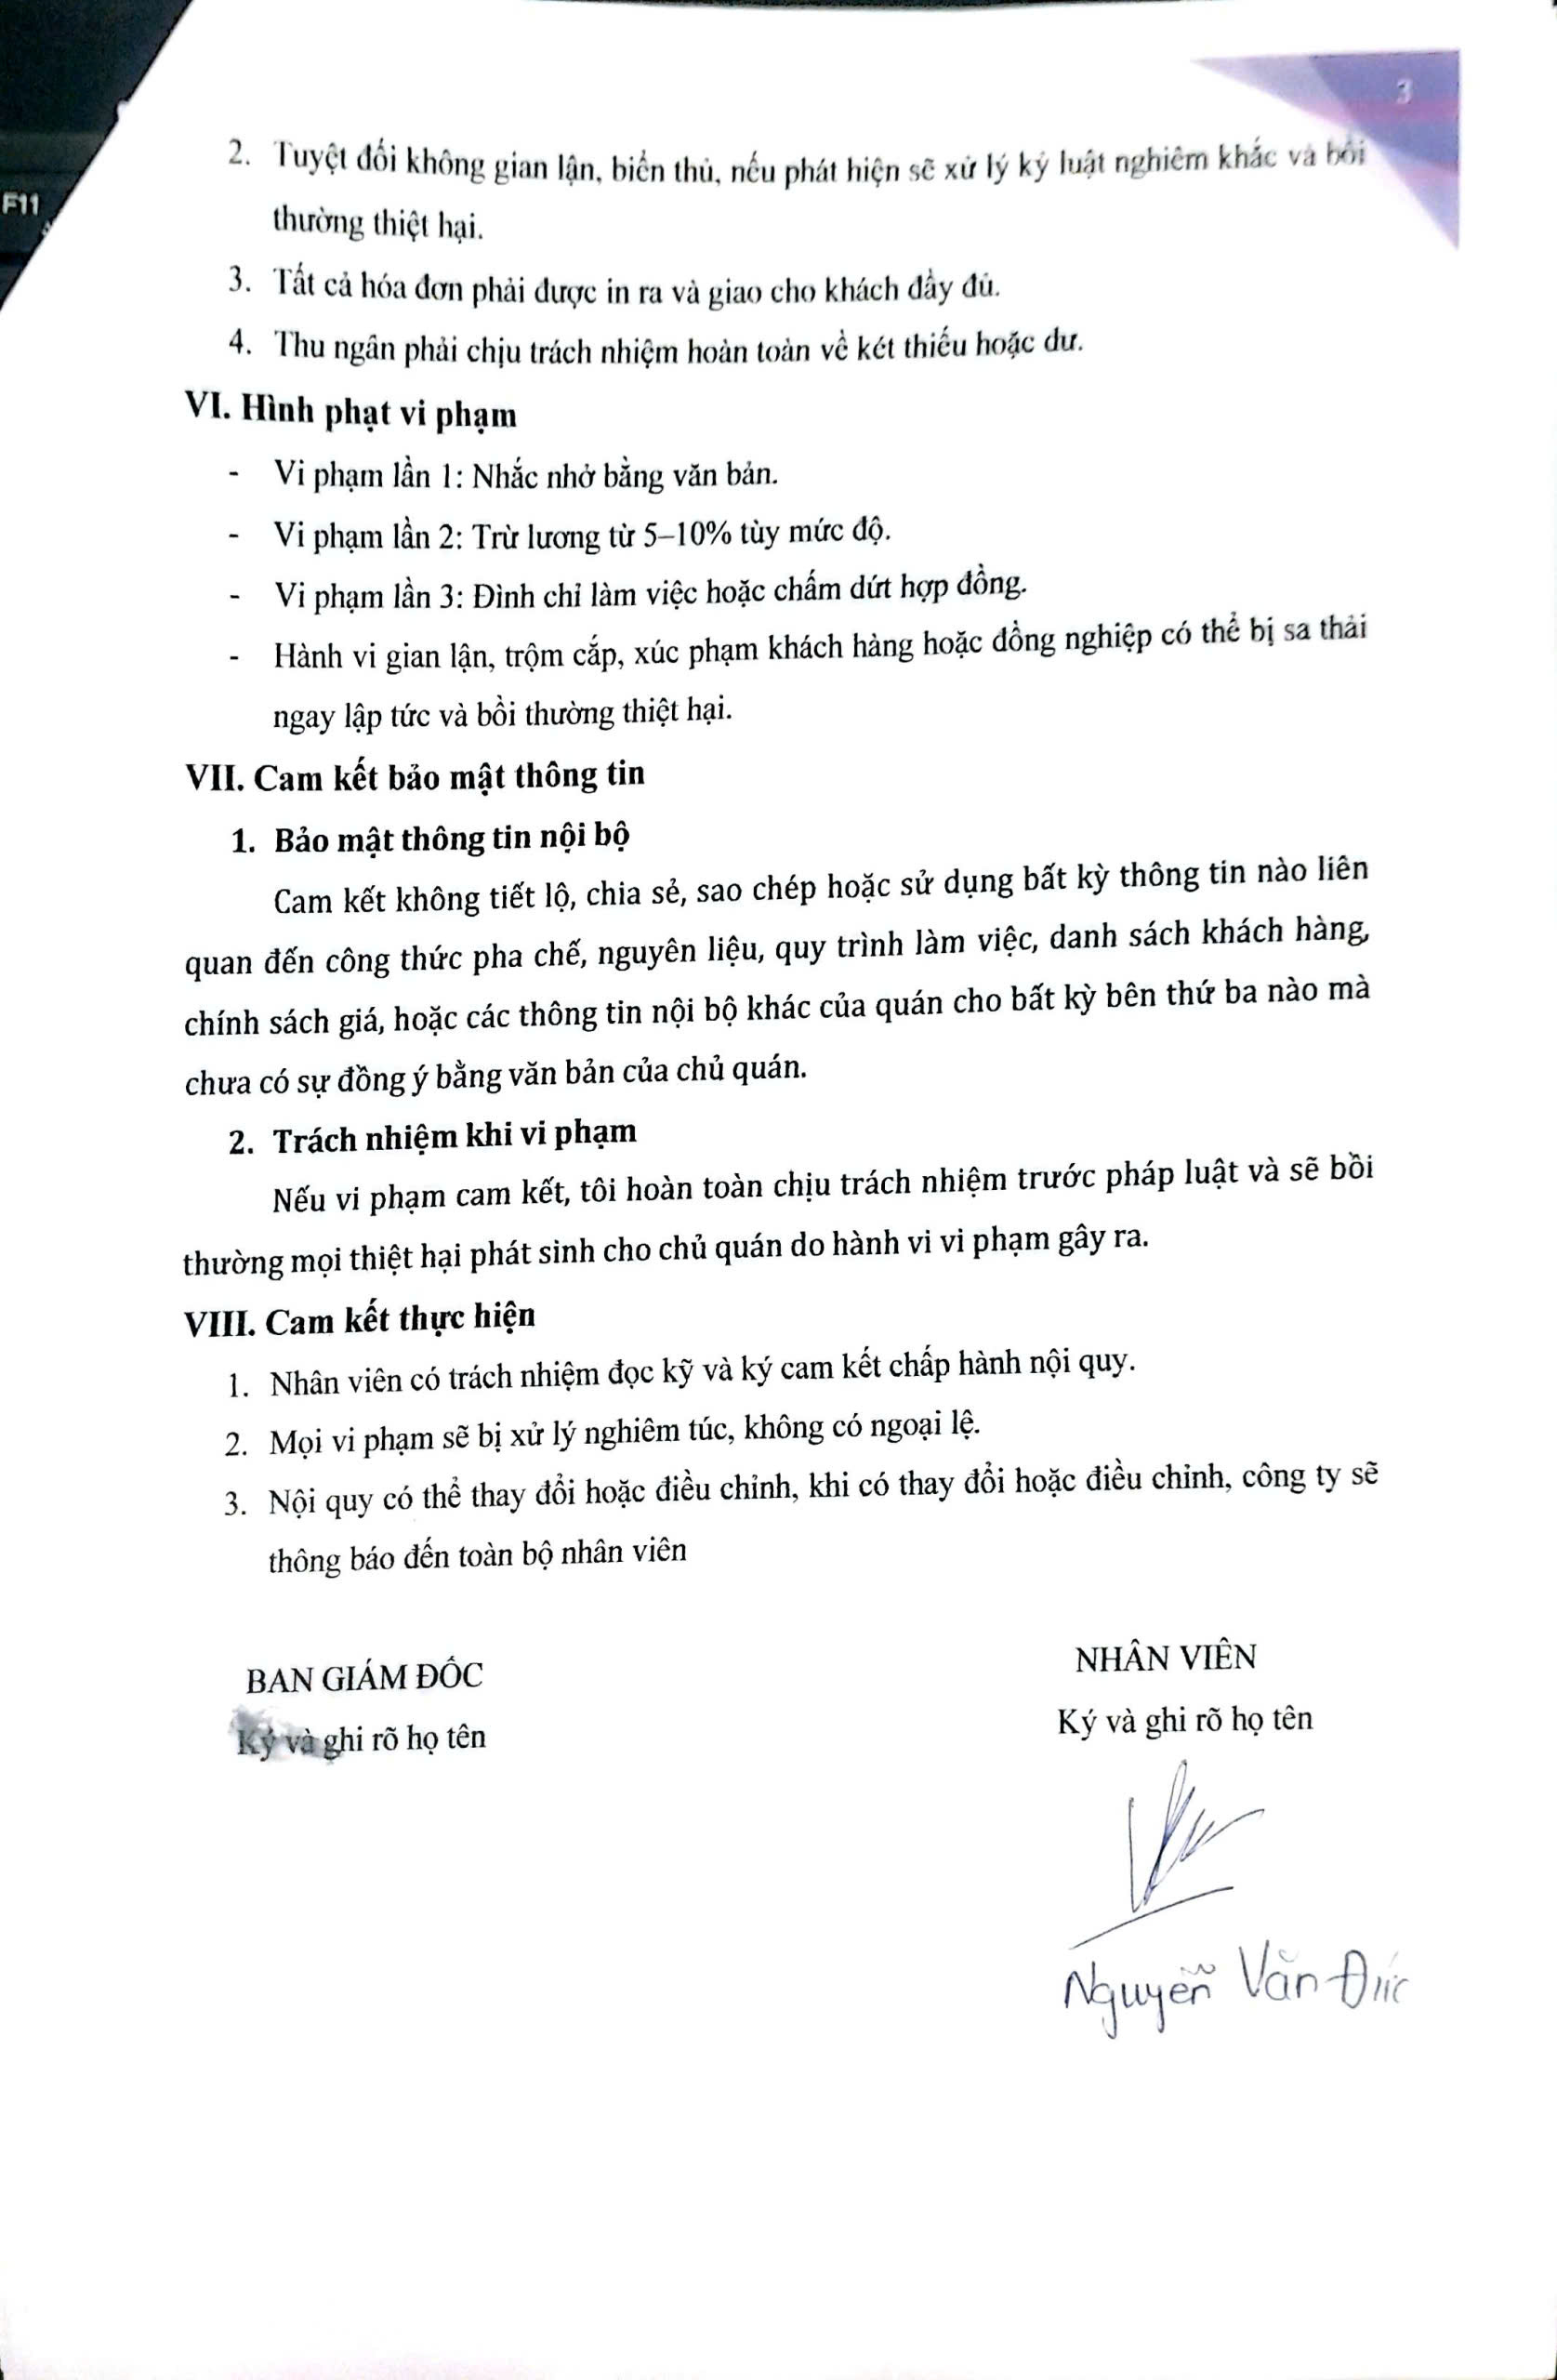 F11
3
2. Tuyệt đối không gian lận, biển thủ, nếu phát hiện sẽ xử lý kỷ luật nghiêm khắc và bồi
thường thiệt hại.
3. Tất cả hóa đơn phải được in ra và giao cho khách đầy đủ.
4. Thu ngân phải chịu trách nhiệm hoàn toàn về két thiếu hoặc dư.
VI. Hình phạt vi phạm
- Vi phạm lần 1: Nhắc nhở bằng văn bản.
- Vi phạm lần 2: Trừ lương từ 5–10% tùy mức độ.
- Vi phạm lần 3: Đình chỉ làm việc hoặc chấm dứt hợp đồng.
- Hành vi gian lận, trộm cắp, xúc phạm khách hàng hoặc đồng nghiệp có thể bị sa thải
ngay lập tức và bồi thường thiệt hại.
VII. Cam kết bảo mật thông tin
1. Bảo mật thông tin nội bộ
Cam kết không tiết lộ, chia sẻ, sao chép hoặc sử dụng bất kỳ thông tin nào liên
quan đến công thức pha chế, nguyên liệu, quy trình làm việc, danh sách khách hàng,
chính sách giá, hoặc các thông tin nội bộ khác của quán cho bất kỳ bên thứ ba nào mà
chưa có sự đồng ý bằng văn bản của chủ quán.
2. Trách nhiệm khi vi phạm
Nếu vi phạm cam kết, tôi hoàn toàn chịu trách nhiệm trước pháp luật và sẽ bồi
thường mọi thiệt hại phát sinh cho chủ quán do hành vi vi phạm gây ra.
VIII. Cam kết thực hiện
1. Nhân viên có trách nhiệm đọc kỹ và ký cam kết chấp hành nội quy.
2. Mọi vi phạm sẽ bị xử lý nghiêm túc, không có ngoại lệ.
3. Nội quy có thể thay đổi hoặc điều chỉnh, khi có thay đổi hoặc điều chỉnh, công ty sẽ
thông báo đến toàn bộ nhân viên
BAN GIÁM ĐỐC
Ký và ghi rõ họ tên
NHÂN VIÊN
Ký và ghi rõ họ tên
Nguyễn Văn Đức